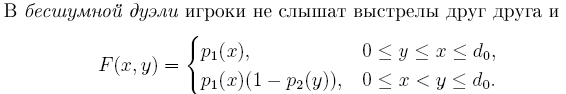 В бесшумной дуэли игроки не слышат выстрелы друг друга и
F(x, y) = { p₁(x), 0 ≤ y ≤ x ≤ d₀,
p₁(x)(1 − p₂(y)), 0 ≤ x < y ≤ d₀.